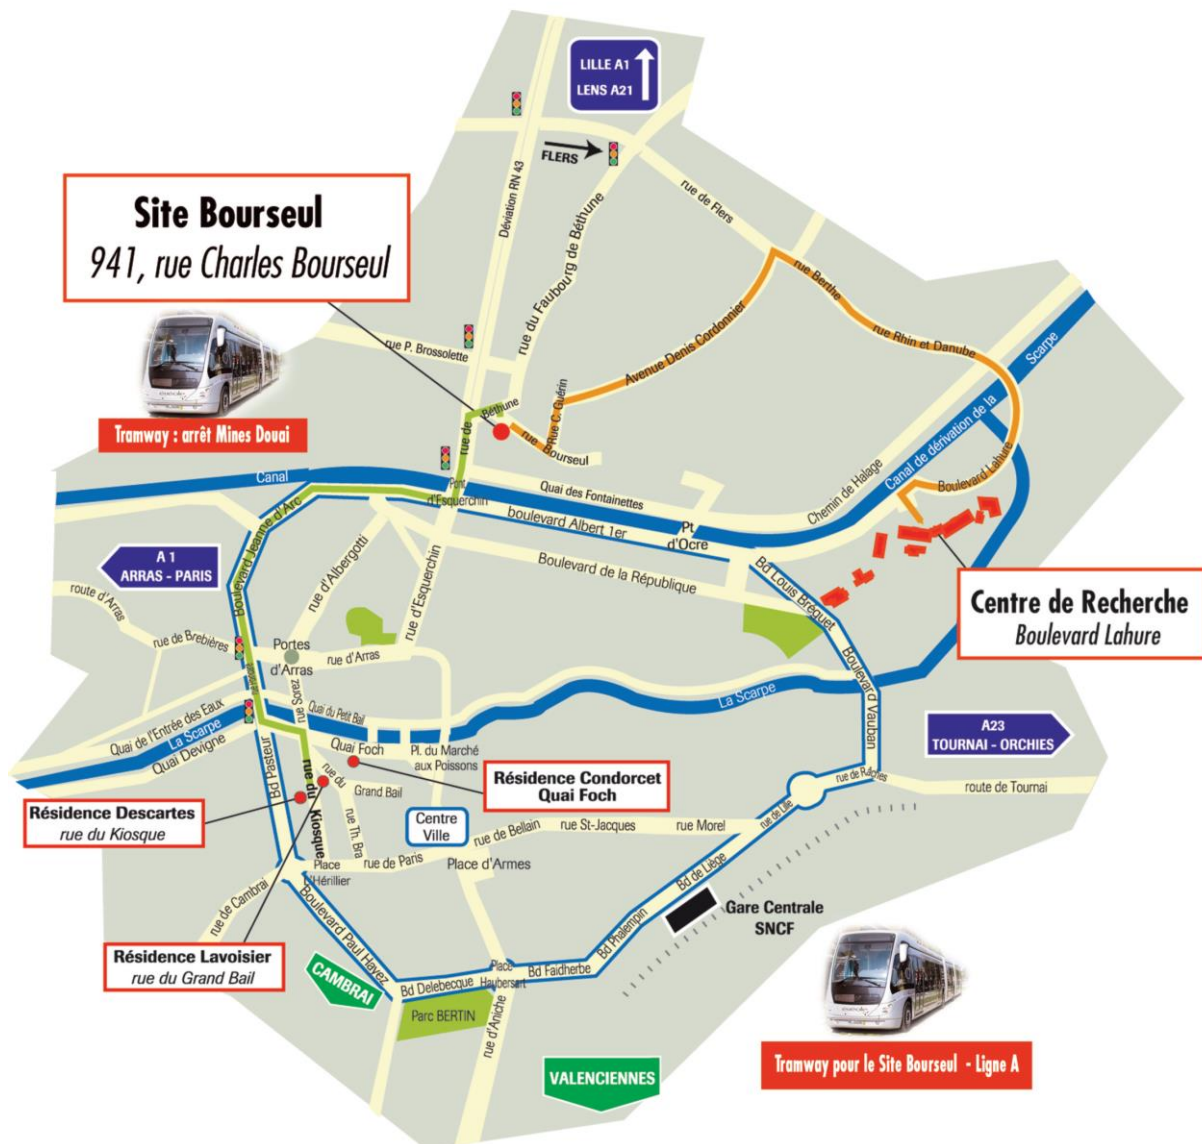 LILLE A1
LENS A21
FLERS
Déviation RN 43
rue du Faubourg de Béthune
rue de Flers
Site Bourseul
941, rue Charles Bourseul
rue Berthe
rue Rhin et Danube
Avenue Denis Cordonnier
rue P. Brossolette
Rue C. Guérin
rue de
Béthune
rue
Bourseul
Tramway : arrêt Mines Douai
Scarpe
Canal de dérivation de la
Chemin de Halage
Boulevard Lahure
Canal
Pont
d'Esquerchin
Quai des Fontainettes
boulevard Albert 1er
Pt
d'Ocre
Boulevard Jeanne d'Arc
rue d'Albergotti
rue d'Esquerchin
Boulevard de la République
Bd Louis Bréguet
A 1
ARRAS - PARIS
Centre de Recherche
Boulevard Lahure
route d'Arras
rue de Brebières
Portes
d'Arras
rue d'Arras
Boulevard Vauban
La Scarpe
Quai du Petit Bail
Quai de l'Entrée des Eaux
La Scarpe
Quai Devigne
Bd Pasteur
Quai Foch
Pl. du Marché
aux Poissons
A23
TOURNAI - ORCHIES
rue de Râches
route de Tournai
Résidence Condorcet
Quai Foch
rue du
Grand Bail
rue du Kiosque
Résidence Descartes
rue du Kiosque
Centre
Ville
rue Th. Bra
rue de Paris
rue de Bellain
rue St-Jacques
rue Morel
rue de Lille
Place d'Armes
Place
L'Hérillier
rue de Cambrai
Bd de Liège
Gare Centrale
SNCF
Bd Phalempin
Boulevard Paul Hayez
Résidence Lavoisier
rue du Grand Bail
CAMBRAI
Bd Delebecque
Place
Haubersart
Bd Faidherbe
Parc BERTIN
rue d'Aniche
VALENCIENNES
Tramway pour le Site Bourseul - Ligne A